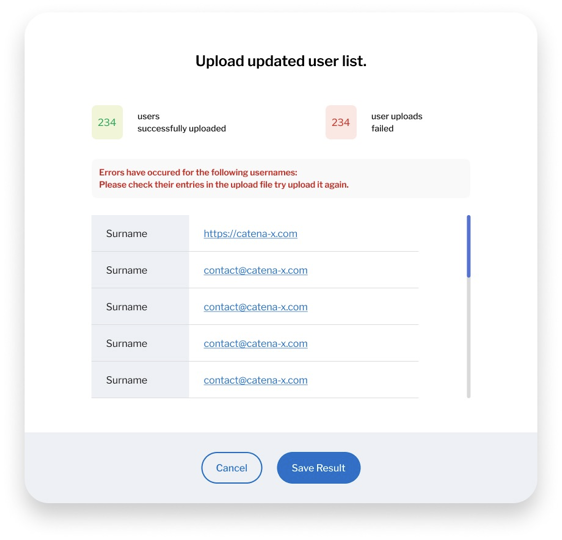 Upload updated user list.
234
users
successfully uploaded
234
user uploads
failed
Errors have occured for the following usernames:
Please check their entries in the upload file try upload it again.
Surname https://catena-x.com
Surname contact@catena-x.com
Surname contact@catena-x.com
Surname contact@catena-x.com
Surname contact@catena-x.com
Cancel Save Result